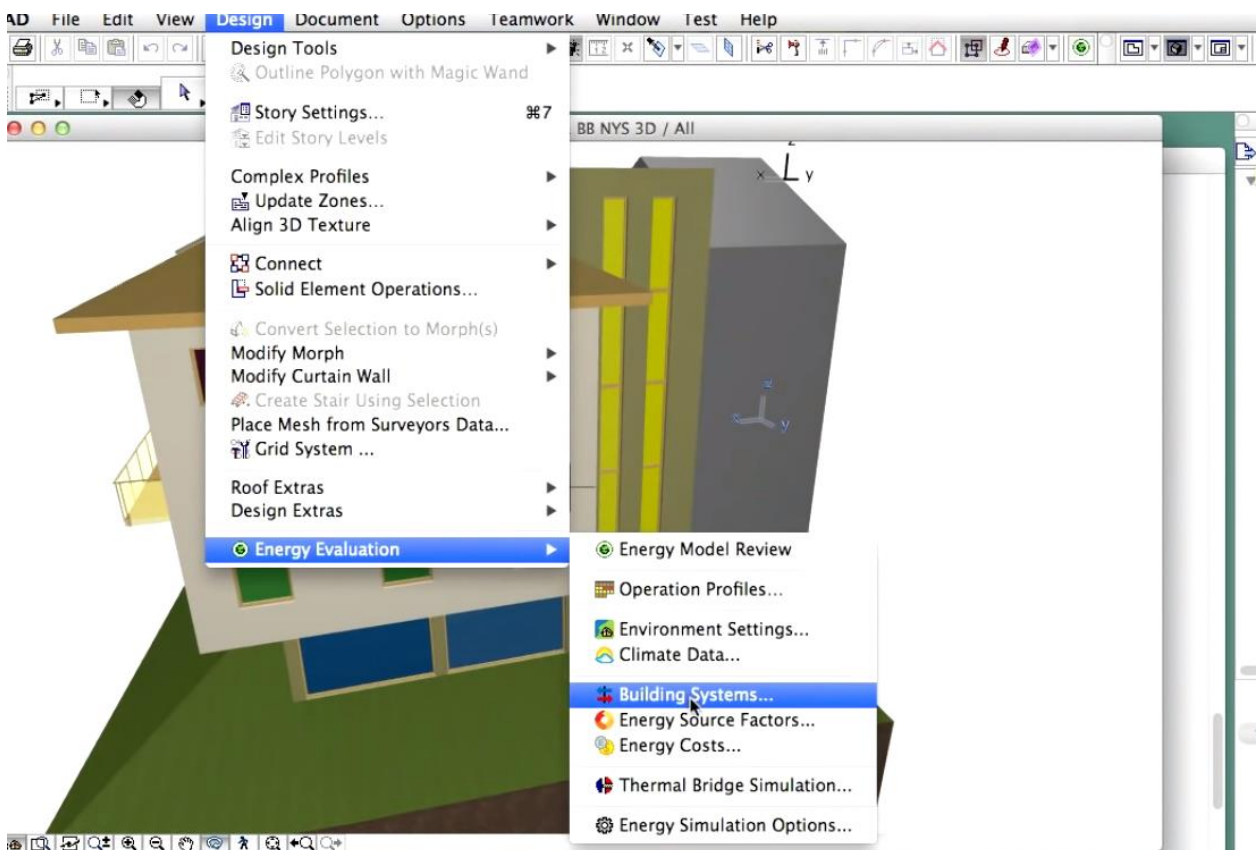 AD File Edit View Design Document Options Teamwork Window Test Help
Design Tools
Outline Polygon with Magic Wand
Story Settings... ⌘7
Edit Story Levels
BB NYS 3D / All
Complex Profiles
Update Zones...
Align 3D Texture
Connect
Solid Element Operations...
Convert Selection to Morph(s)
Modify Morph
Modify Curtain Wall
Create Stair Using Selection
Place Mesh from Surveyors Data...
Grid System ...
Roof Extras
Design Extras
Energy Evaluation
Energy Model Review
Operation Profiles...
Environment Settings...
Climate Data...
Building Systems...
Energy Source Factors...
Energy Costs...
Thermal Bridge Simulation...
Energy Simulation Options...
z
x y
z
x y